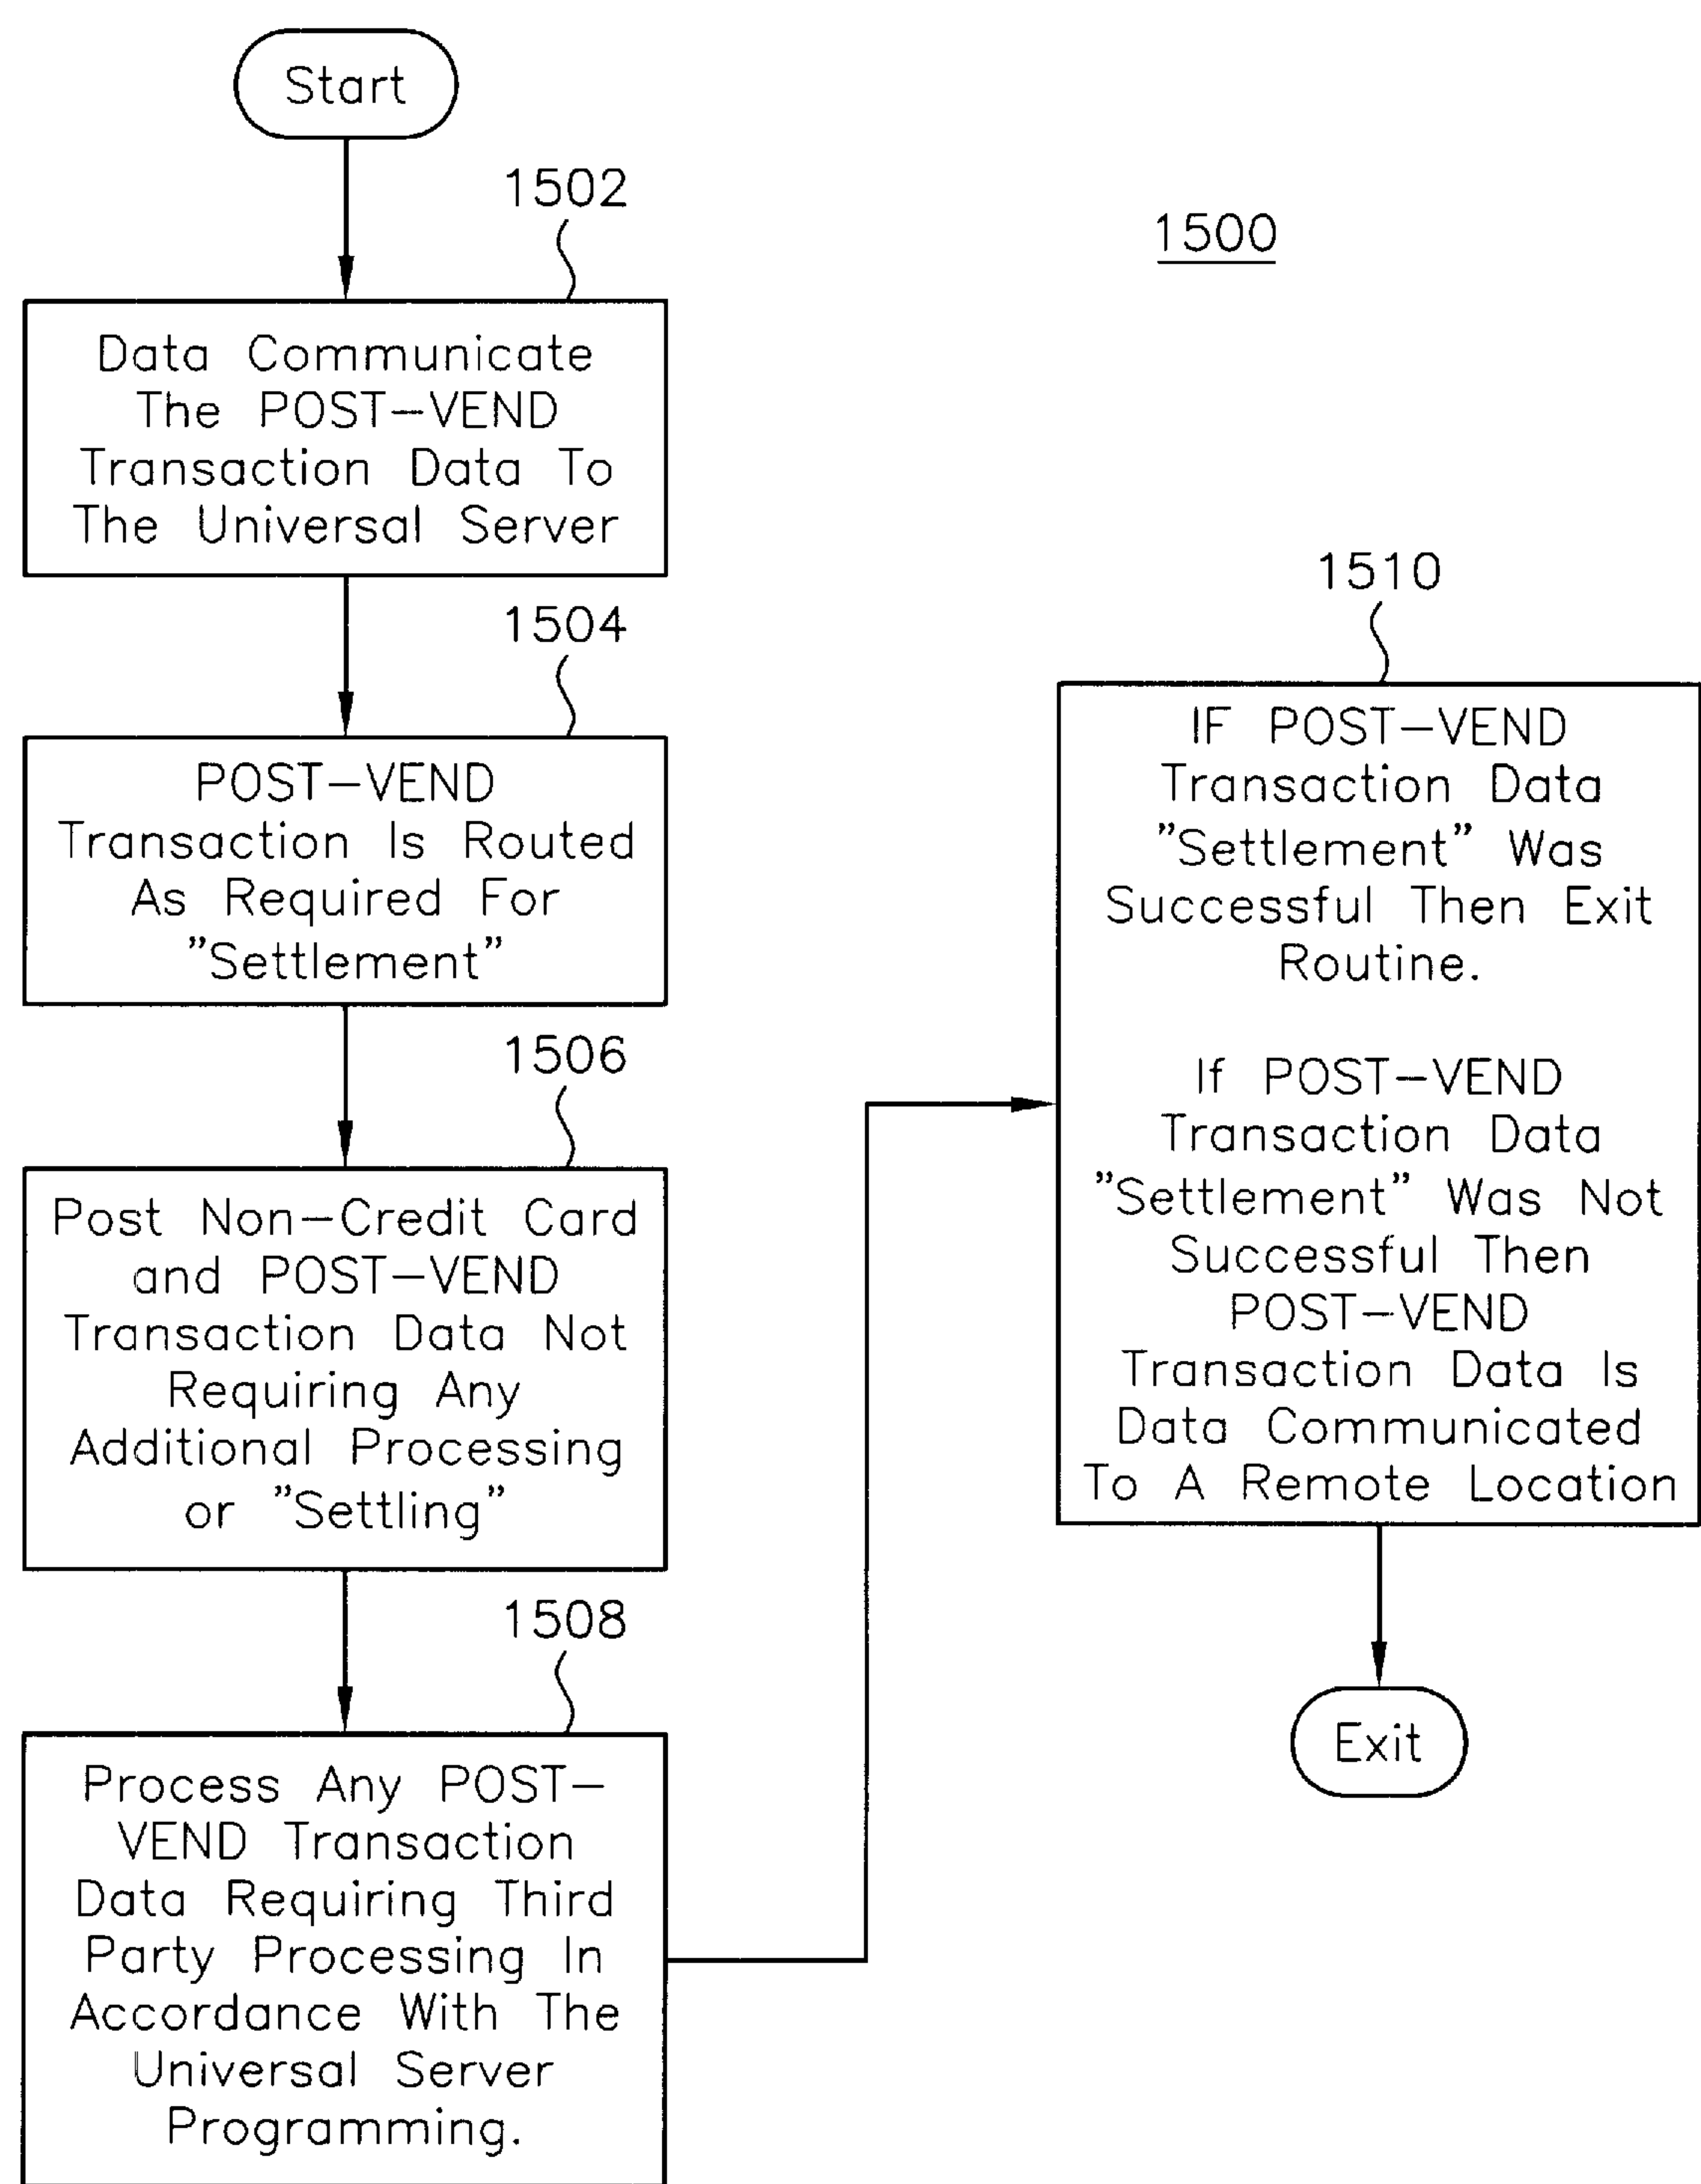 Start
1502
1500
Data Communicate
The POST–VEND
Transaction Data To
The Universal Server
1504
POST–VEND
Transaction Is Routed
As Required For
"Settlement"
1506
Post Non–Credit Card
and POST–VEND
Transaction Data Not
Requiring Any
Additional Processing
or "Settling"
1508
Process Any POST–
VEND Transaction
Data Requiring Third
Party Processing In
Accordance With The
Universal Server
Programming.
1510
IF POST–VEND
Transaction Data
"Settlement" Was
Successful Then Exit
Routine.
If POST–VEND
Transaction Data
"Settlement" Was Not
Successful Then
POST–VEND
Transaction Data Is
Data Communicated
To A Remote Location
Exit